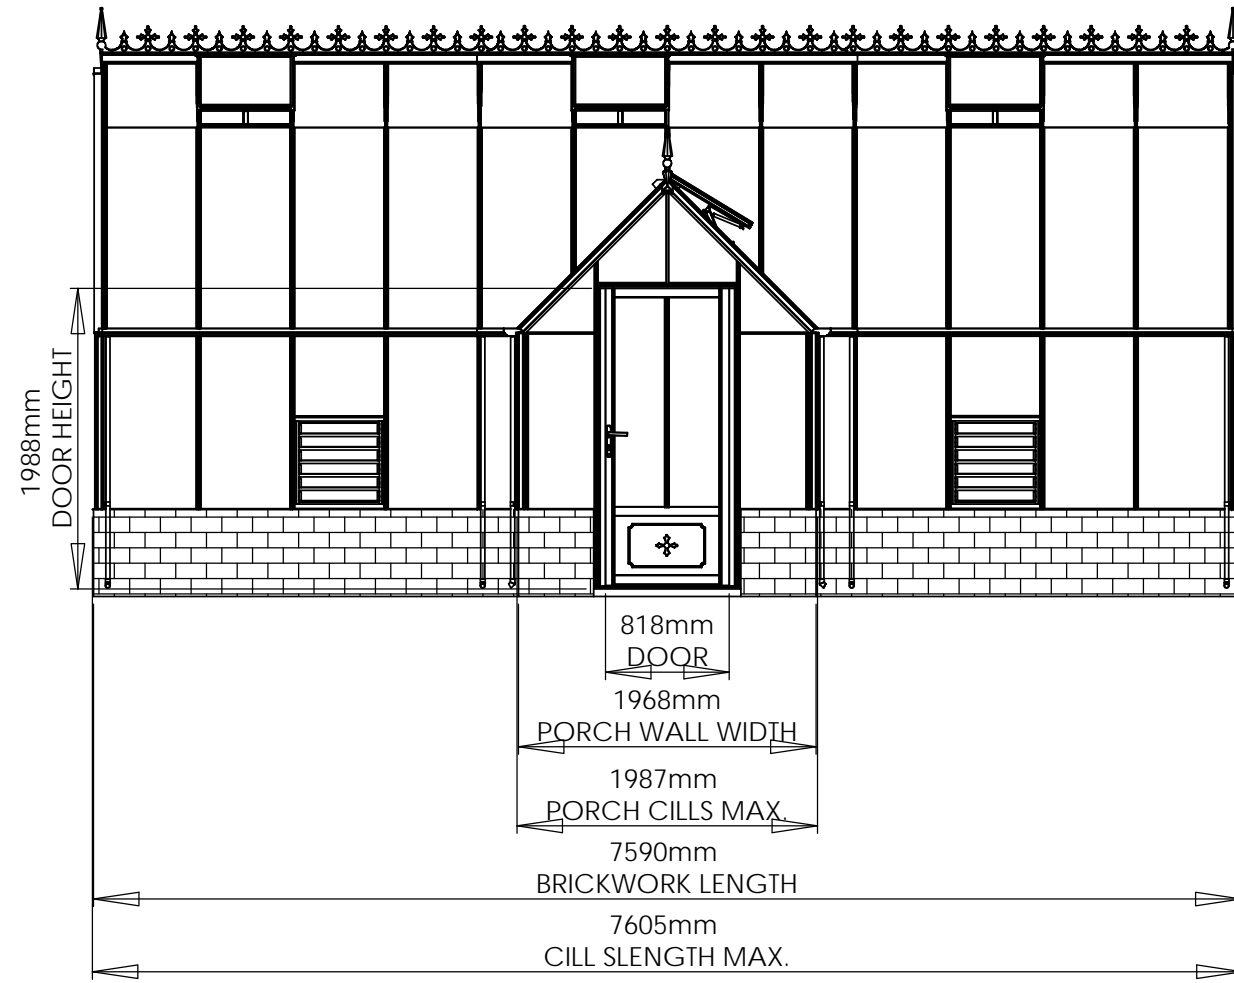 1988mm
DOOR HEIGHT
818mm
DOOR
1968mm
PORCH WALL WIDTH
1987mm
PORCH CILLS MAX.
7590mm
BRICKWORK LENGTH
7605mm
CILL SLENGTH MAX.